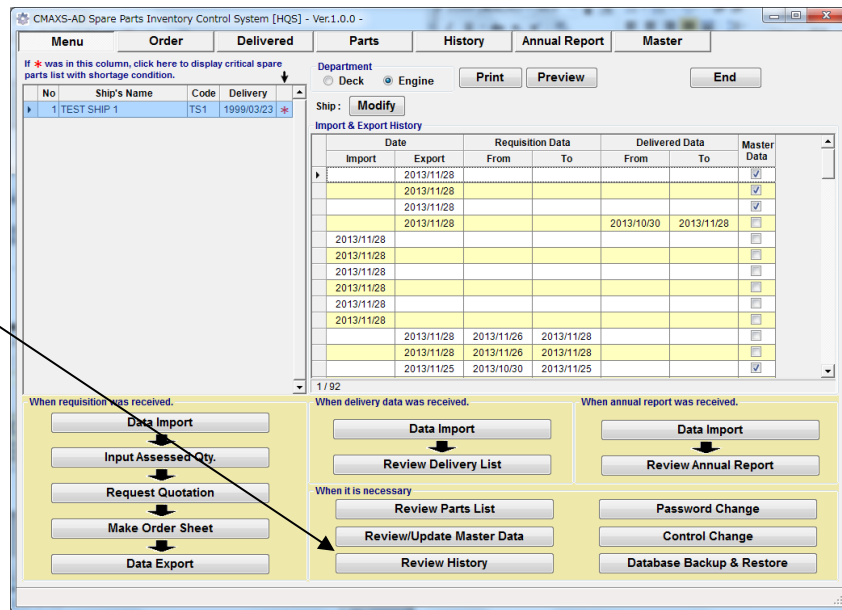 CMAXS-AD Spare Parts Inventory Control System [HQS] - Ver.1.0.0 -
Menu Order Delivered Parts History Annual Report Master
If * was in this column, click here to display critical spare
parts list with shortage condition.
No Ship's Name Code Delivery
1 TEST SHIP 1 TS1 1999/03/23 *
Department
Deck Engine Print Preview End
Ship : Modify
Import & Export History
Date Requisition Data Delivered Data Master
Data
Import Export From To From To
2013/11/28
2013/11/28
2013/11/28
2013/11/28 2013/10/30 2013/11/28
2013/11/28
2013/11/28
2013/11/28
2013/11/28
2013/11/28
2013/11/28
2013/11/28 2013/11/26 2013/11/28
2013/11/28 2013/11/26 2013/11/28
2013/11/25 2013/10/30 2013/11/25
1 / 92
When requisition was received.
Data Import
Input Assessed Qty.
Request Quotation
Make Order Sheet
Data Export
When delivery data was received.
Data Import
Review Delivery List
When annual report was received.
Data Import
Review Annual Report
When it is necessary
Review Parts List Password Change
Review/Update Master Data Control Change
Review History Database Backup & Restore